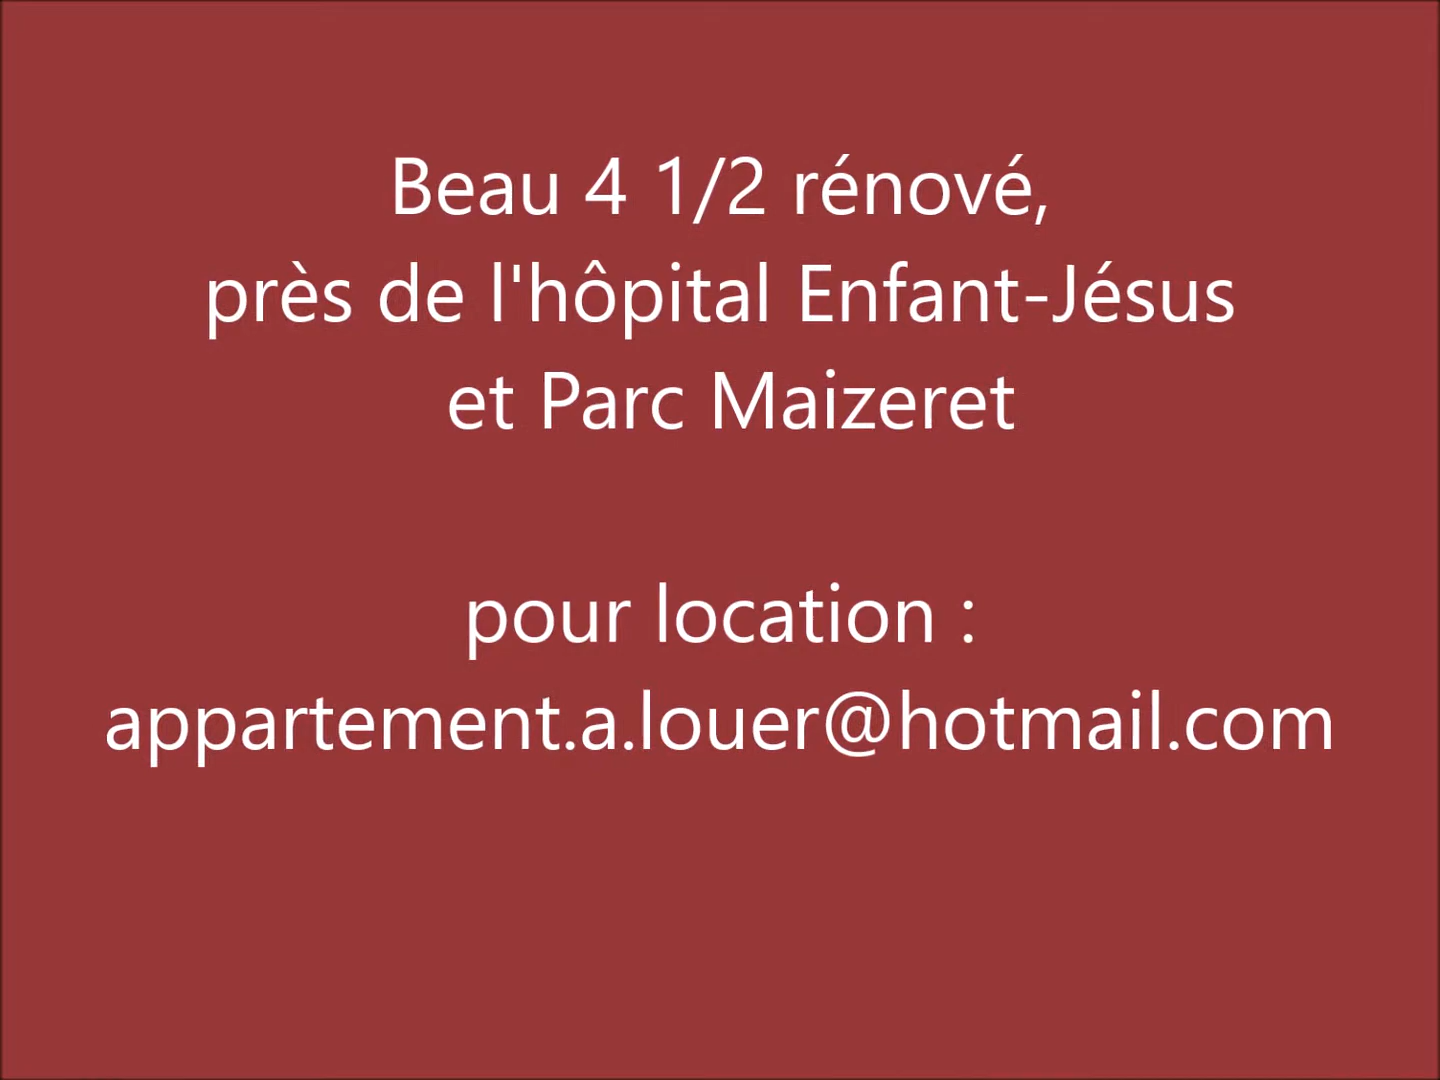 Beau 4 1/2 rénové,
près de l'hôpital Enfant-Jésus
et Parc Maizeret
pour location :
appartement.a.louer@hotmail.com